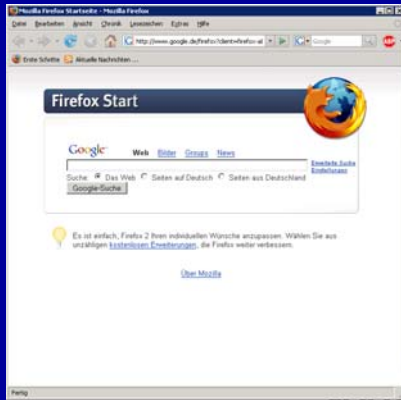 Mozilla Firefox Startseite - Mozilla Firefox
Datei Bearbeiten Ansicht Chronik Lesezeichen Extras Hilfe
http://www.google.de/firefox?client=firefox-a G Google ABP
Erste Schritte Aktuelle Nachrichten ...
Firefox Start
Google Web Bilder Groups News
Erweiterte Suche
Einstellungen
Suche: Das Web Seiten auf Deutsch Seiten aus Deutschland
Google-Suche
Es ist einfach, Firefox 2 Ihren individuellen Wünsche anzupassen. Wählen Sie aus
unzähligen kostenlosen Erweiterungen, die Firefox weiter verbessern.
Über Mozilla
Fertig